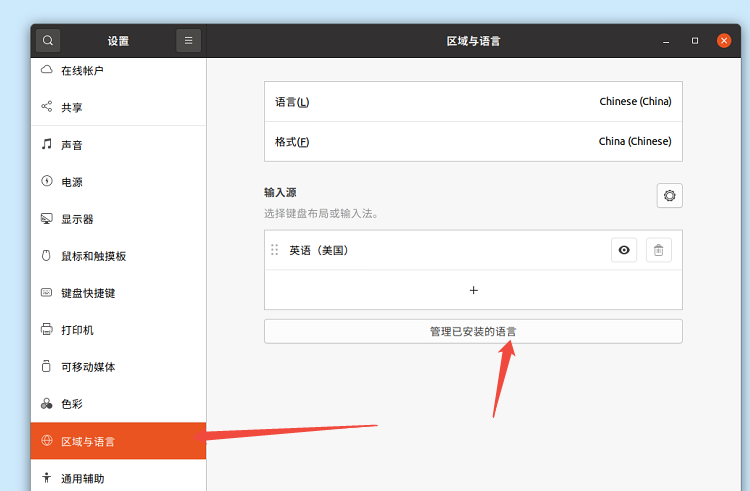 设置
区域与语言
在线帐户
共享
声音
电源
显示器
鼠标和触摸板
键盘快捷键
打印机
可移动媒体
色彩
区域与语言
通用辅助
语言(L) Chinese (China)
格式(F) China (Chinese)
输入源
选择键盘布局或输入法。
英语（美国）
+
管理已安装的语言